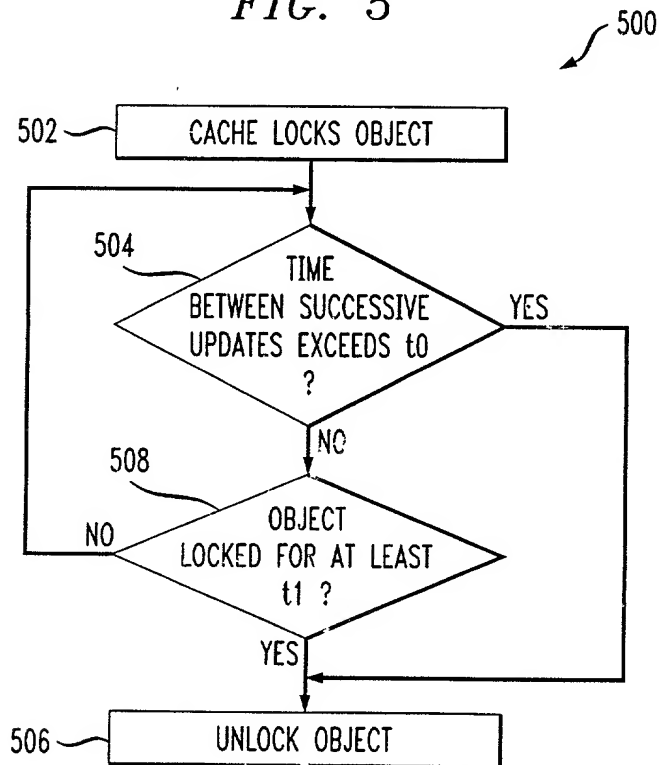 FIG. 5
500
502
CACHE LOCKS OBJECT
504
TIME
BETWEEN SUCCESSIVE
UPDATES EXCEEDS t0
?
YES
NO
508
OBJECT
LOCKED FOR AT LEAST
t1 ?
NO
YES
506
UNLOCK OBJECT